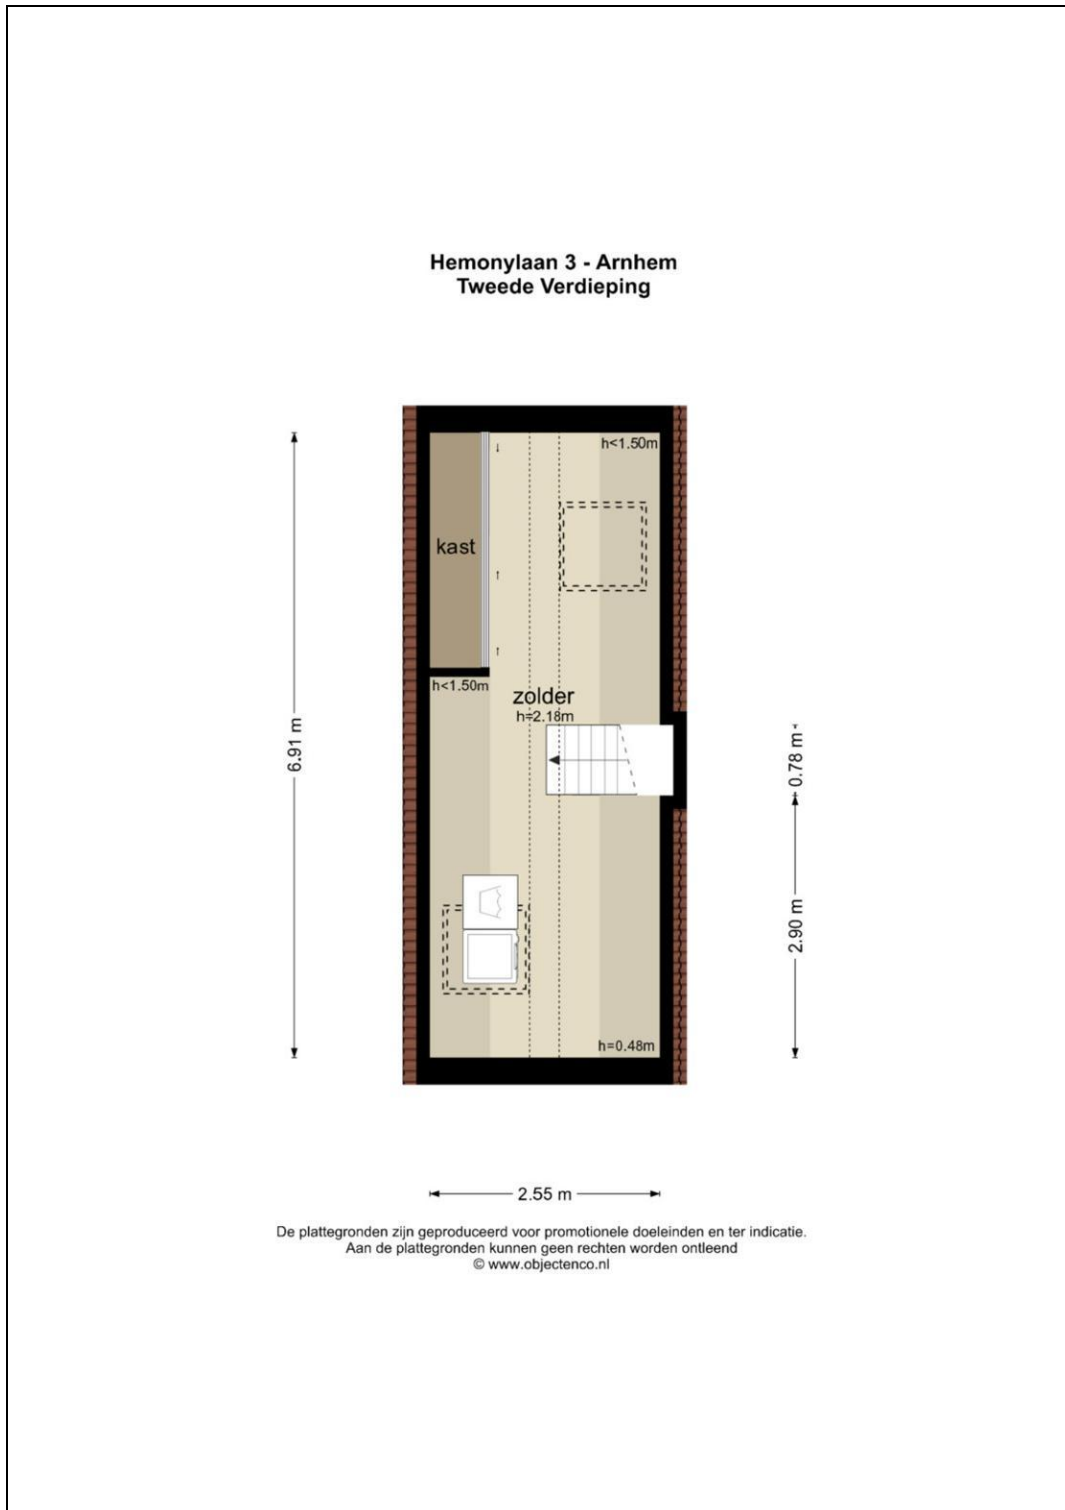 Hemonylaan 3 - Arnhem
Tweede Verdieping
h<1.50m
kast
h<1.50m
zolder
h=2.18m
6.91 m
0.78 m
2.90 m
h=0.48m
2.55 m
De plattegronden zijn geproduceerd voor promotionele doeleinden en ter indicatie.
Aan de plattegronden kunnen geen rechten worden ontleend
© www.objectenco.nl